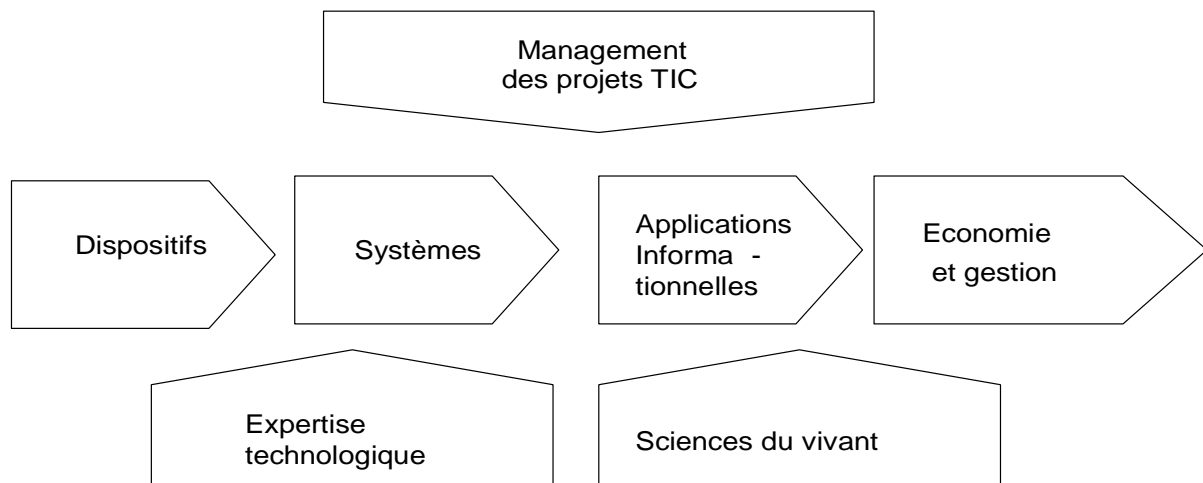 Management
des projets TIC
Dispositifs
Systèmes
Applications
Informa -
tionnelles
Economie
et gestion
Expertise
technologique
Sciences du vivant